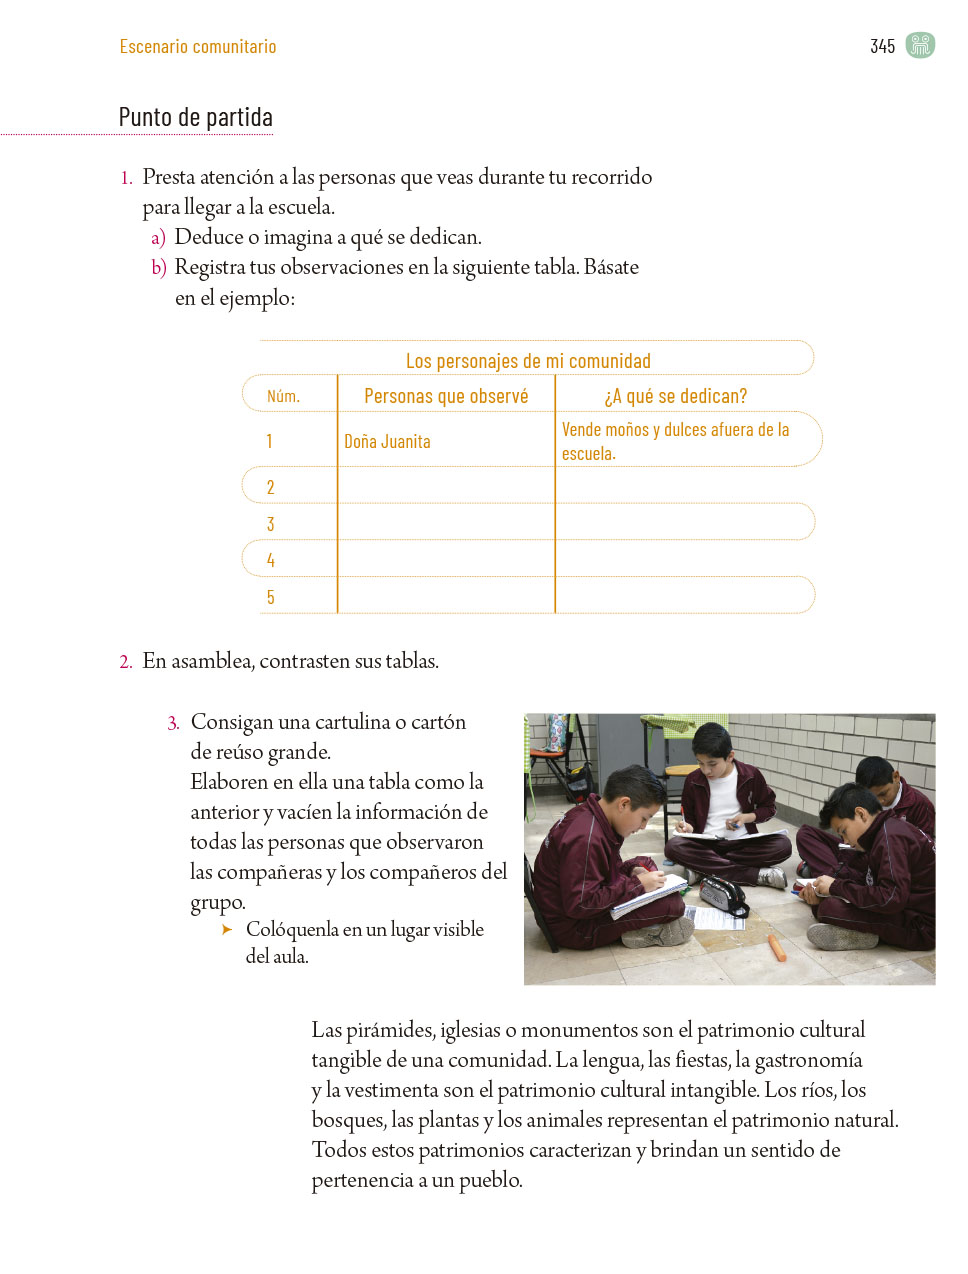 Escenario comunitario
345
Punto de partida
1. Presta atención a las personas que veas durante tu recorrido
para llegar a la escuela.
a) Deduce o imagina a qué se dedican.
b) Registra tus observaciones en la siguiente tabla. Básate
en el ejemplo:
Los personajes de mi comunidad
Núm. Personas que observé ¿A qué se dedican?
1 Doña Juanita Vende moños y dulces afuera de la
escuela.
2
3
4
5
2. En asamblea, contrasten sus tablas.
3. Consigan una cartulina o cartón
de reúso grande.
Elaboren en ella una tabla como la
anterior y vacíen la información de
todas las personas que observaron
las compañeras y los compañeros del
grupo.
➤ Colóquenla en un lugar visible
del aula.
Las pirámides, iglesias o monumentos son el patrimonio cultural
tangible de una comunidad. La lengua, las fiestas, la gastronomía
y la vestimenta son el patrimonio cultural intangible. Los ríos, los
bosques, las plantas y los animales representan el patrimonio natural.
Todos estos patrimonios caracterizan y brindan un sentido de
pertenencia a un pueblo.